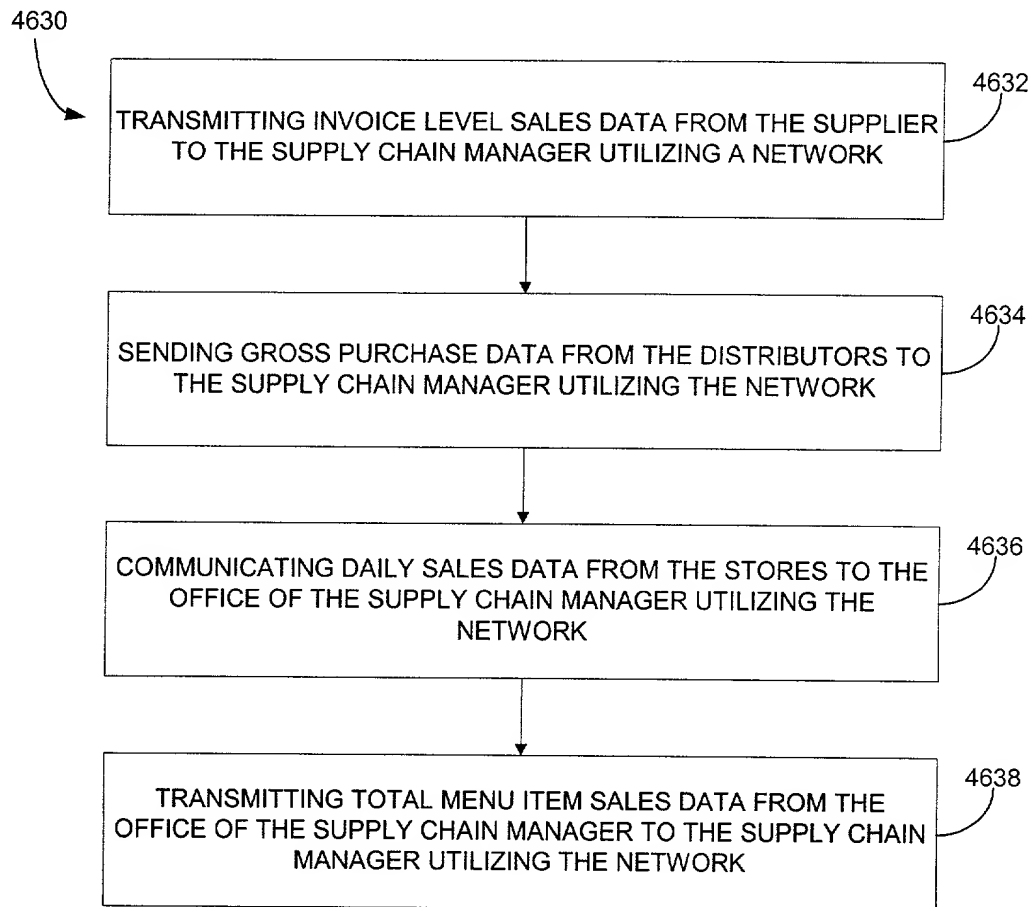 4630
4632
TRANSMITTING INVOICE LEVEL SALES DATA FROM THE SUPPLIER
TO THE SUPPLY CHAIN MANAGER UTILIZING A NETWORK
4634
SENDING GROSS PURCHASE DATA FROM THE DISTRIBUTORS TO
THE SUPPLY CHAIN MANAGER UTILIZING THE NETWORK
4636
COMMUNICATING DAILY SALES DATA FROM THE STORES TO THE
OFFICE OF THE SUPPLY CHAIN MANAGER UTILIZING THE
NETWORK
4638
TRANSMITTING TOTAL MENU ITEM SALES DATA FROM THE
OFFICE OF THE SUPPLY CHAIN MANAGER TO THE SUPPLY CHAIN
MANAGER UTILIZING THE NETWORK